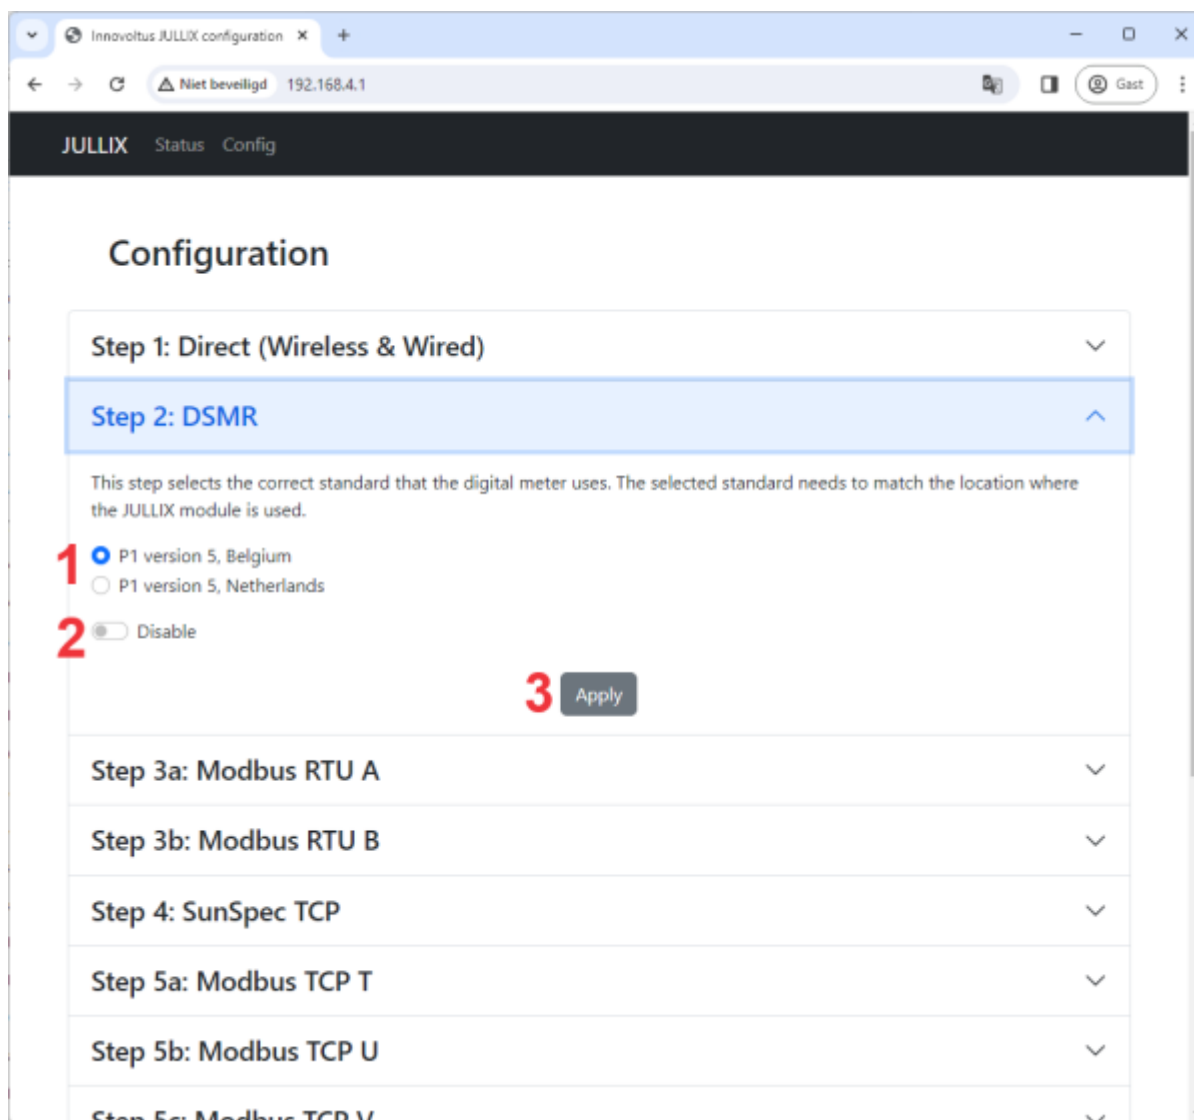 Innovoltus JULLIX configuration
Niet beveiligd 192.168.4.1
Gast
JULLIX Status Config
Configuration
Step 1: Direct (Wireless & Wired)
Step 2: DSMR
This step selects the correct standard that the digital meter uses. The selected standard needs to match the location where
the JULLIX module is used.
1 P1 version 5, Belgium
P1 version 5, Netherlands
2 Disable
3 Apply
Step 3a: Modbus RTU A
Step 3b: Modbus RTU B
Step 4: SunSpec TCP
Step 5a: Modbus TCP T
Step 5b: Modbus TCP U
Step 5c: Modbus TCP V